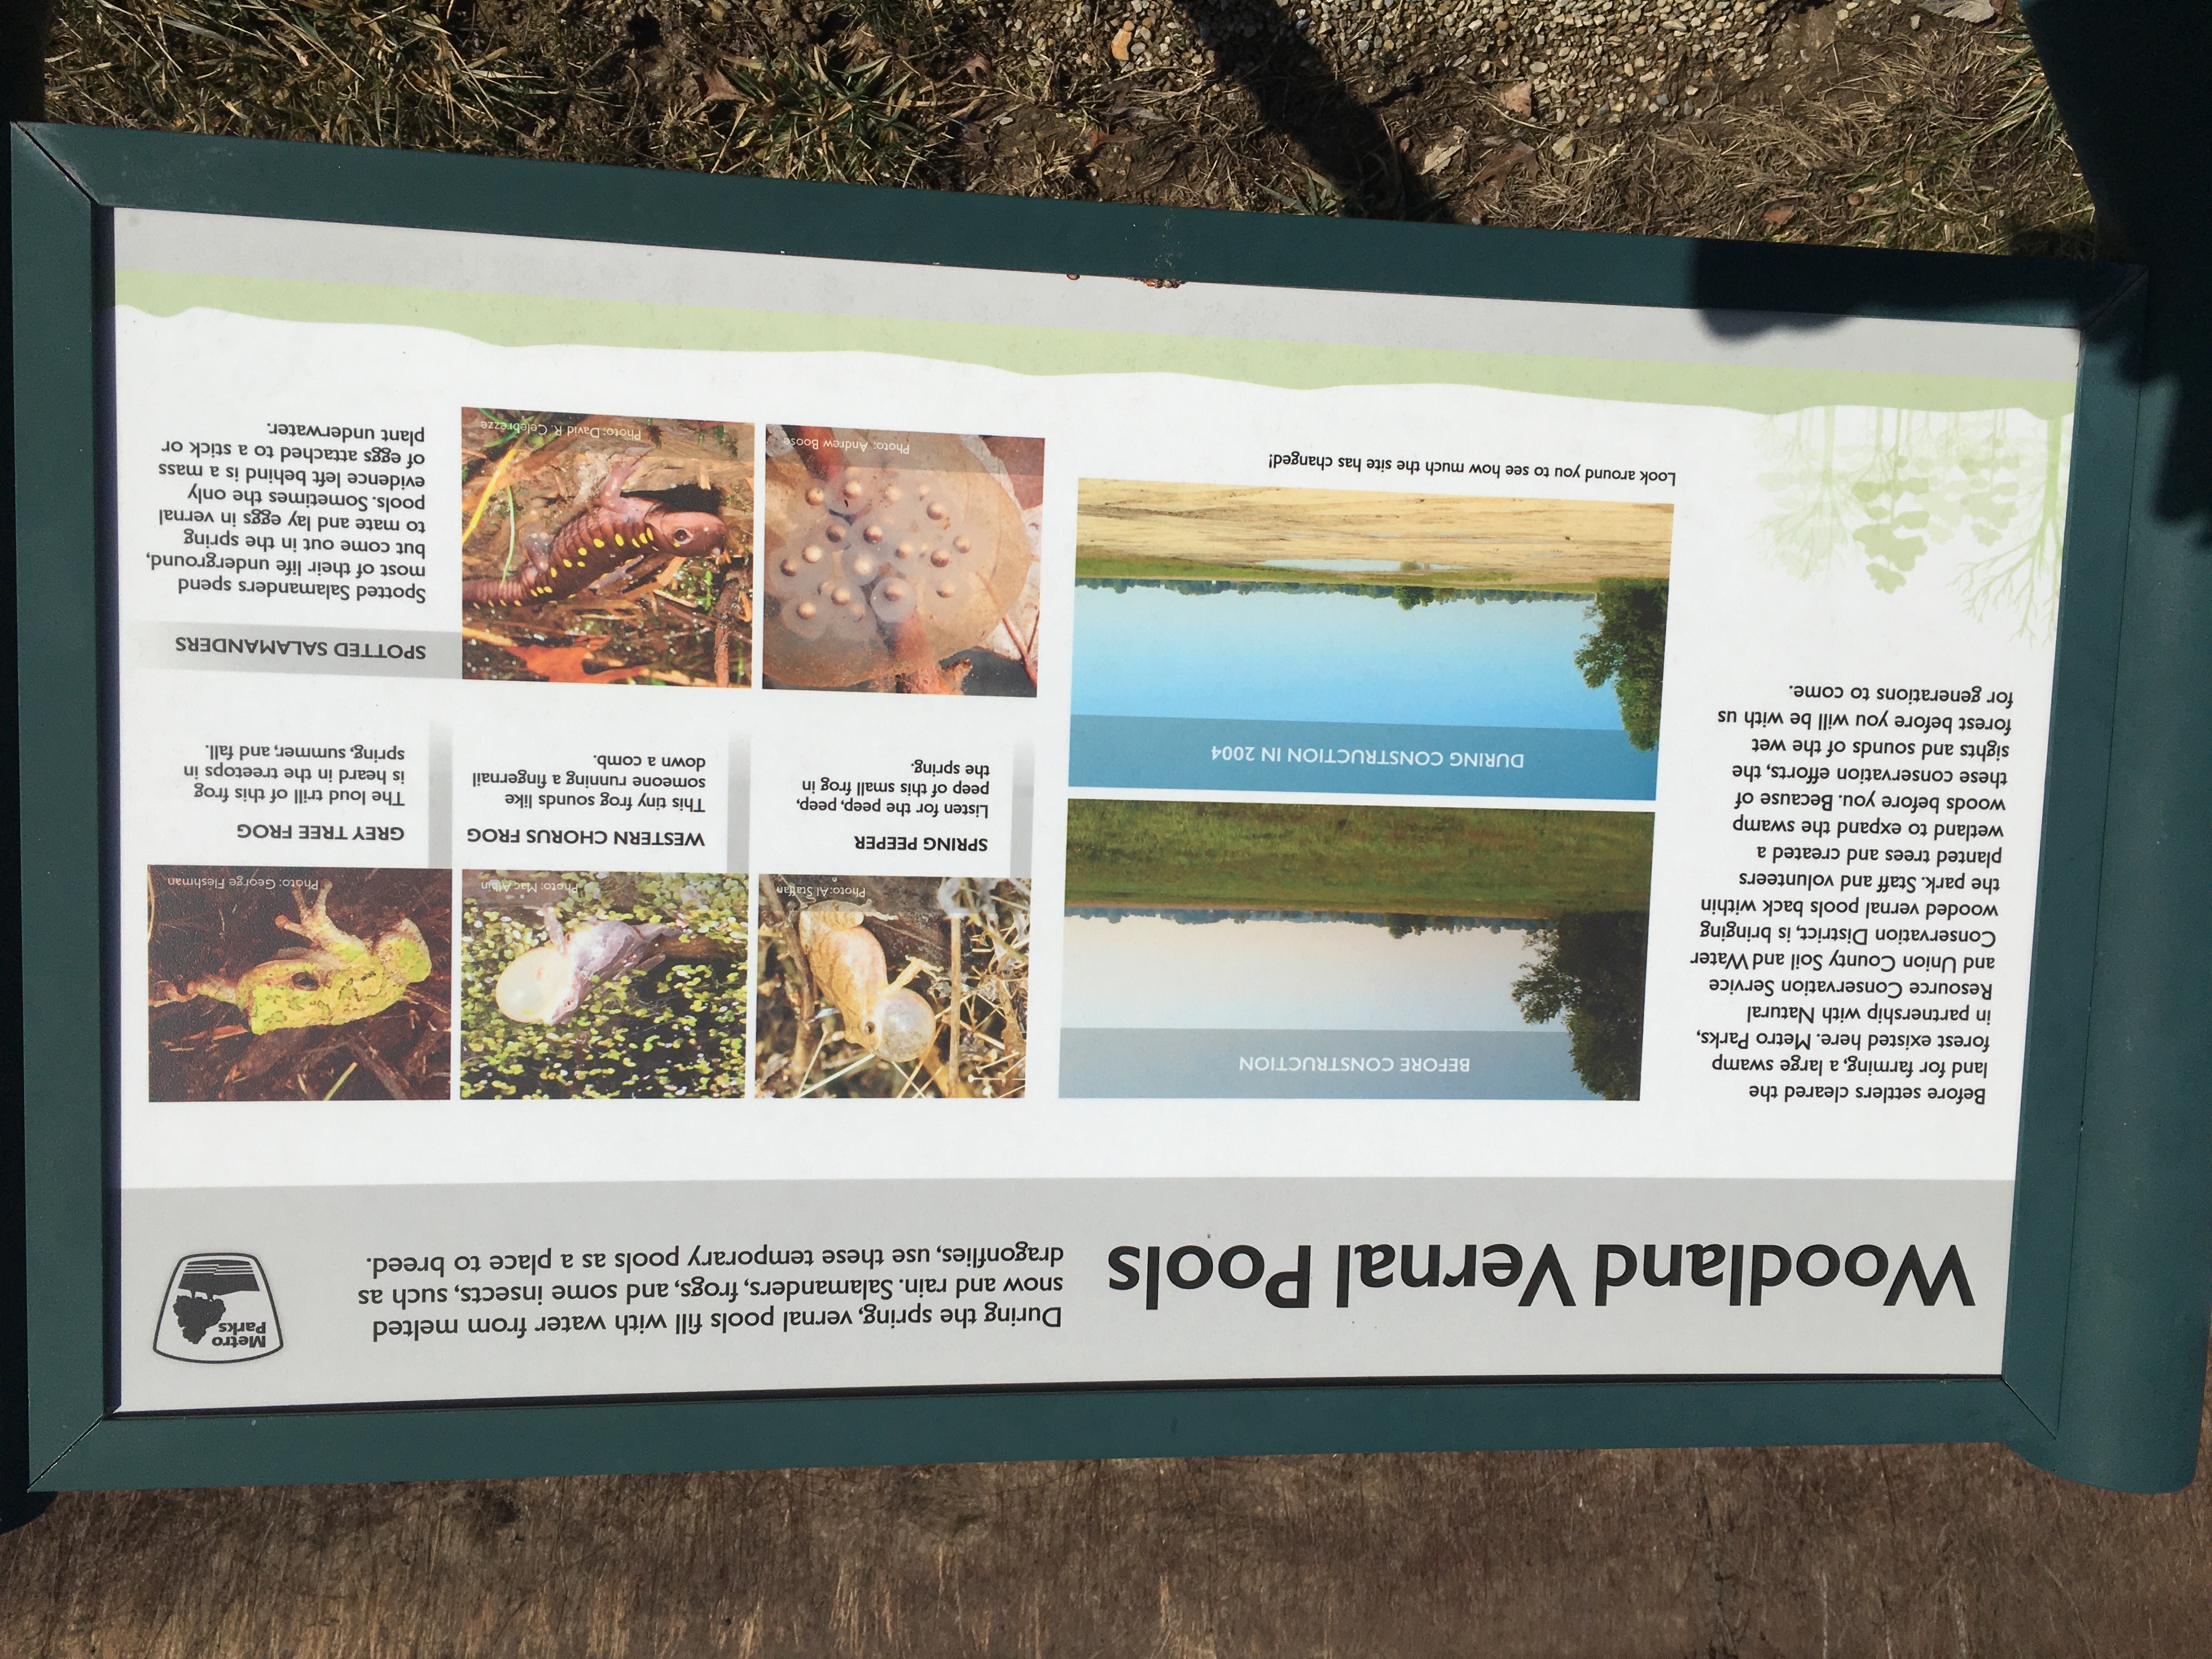 Woodland Vernal Pools
During the spring, vernal pools fill with water from melted
snow and rain. Salamanders, frogs, and some insects, such as
dragonflies, use these temporary pools as a place to breed.
Metro
Parks
Before settlers cleared the
land for farming, a large swamp
forest existed here. Metro Parks,
in partnership with Natural
Resource Conservation Service
and Union County Soil and Water
Conservation District, is bringing
wooded vernal pools back within
the park. Staff and volunteers
planted trees and created a
wetland to expand the swamp
woods before you. Because of
these conservation efforts, the
sights and sounds of the wet
forest before you will be with us
for generations to come.
BEFORE CONSTRUCTION
DURING CONSTRUCTION IN 2004
Look around you to see how much the site has changed!
Photo: Al Staffan
SPRING PEEPER
Listen for the peep, peep,
peep of this small frog in
the spring.
Photo: Mac Albin
WESTERN CHORUS FROG
This tiny frog sounds like
someone running a fingernail
down a comb.
Photo: George Fleshman
GREY TREE FROG
The loud trill of this frog
is heard in the treetops in
spring, summer, and fall.
Photo: Andrew Boose
Photo: David R. Celebrezze
SPOTTED SALAMANDERS
Spotted Salamanders spend
most of their life underground,
but come out in the spring
to mate and lay eggs in vernal
pools. Sometimes the only
evidence left behind is a mass
of eggs attached to a stick or
plant underwater.